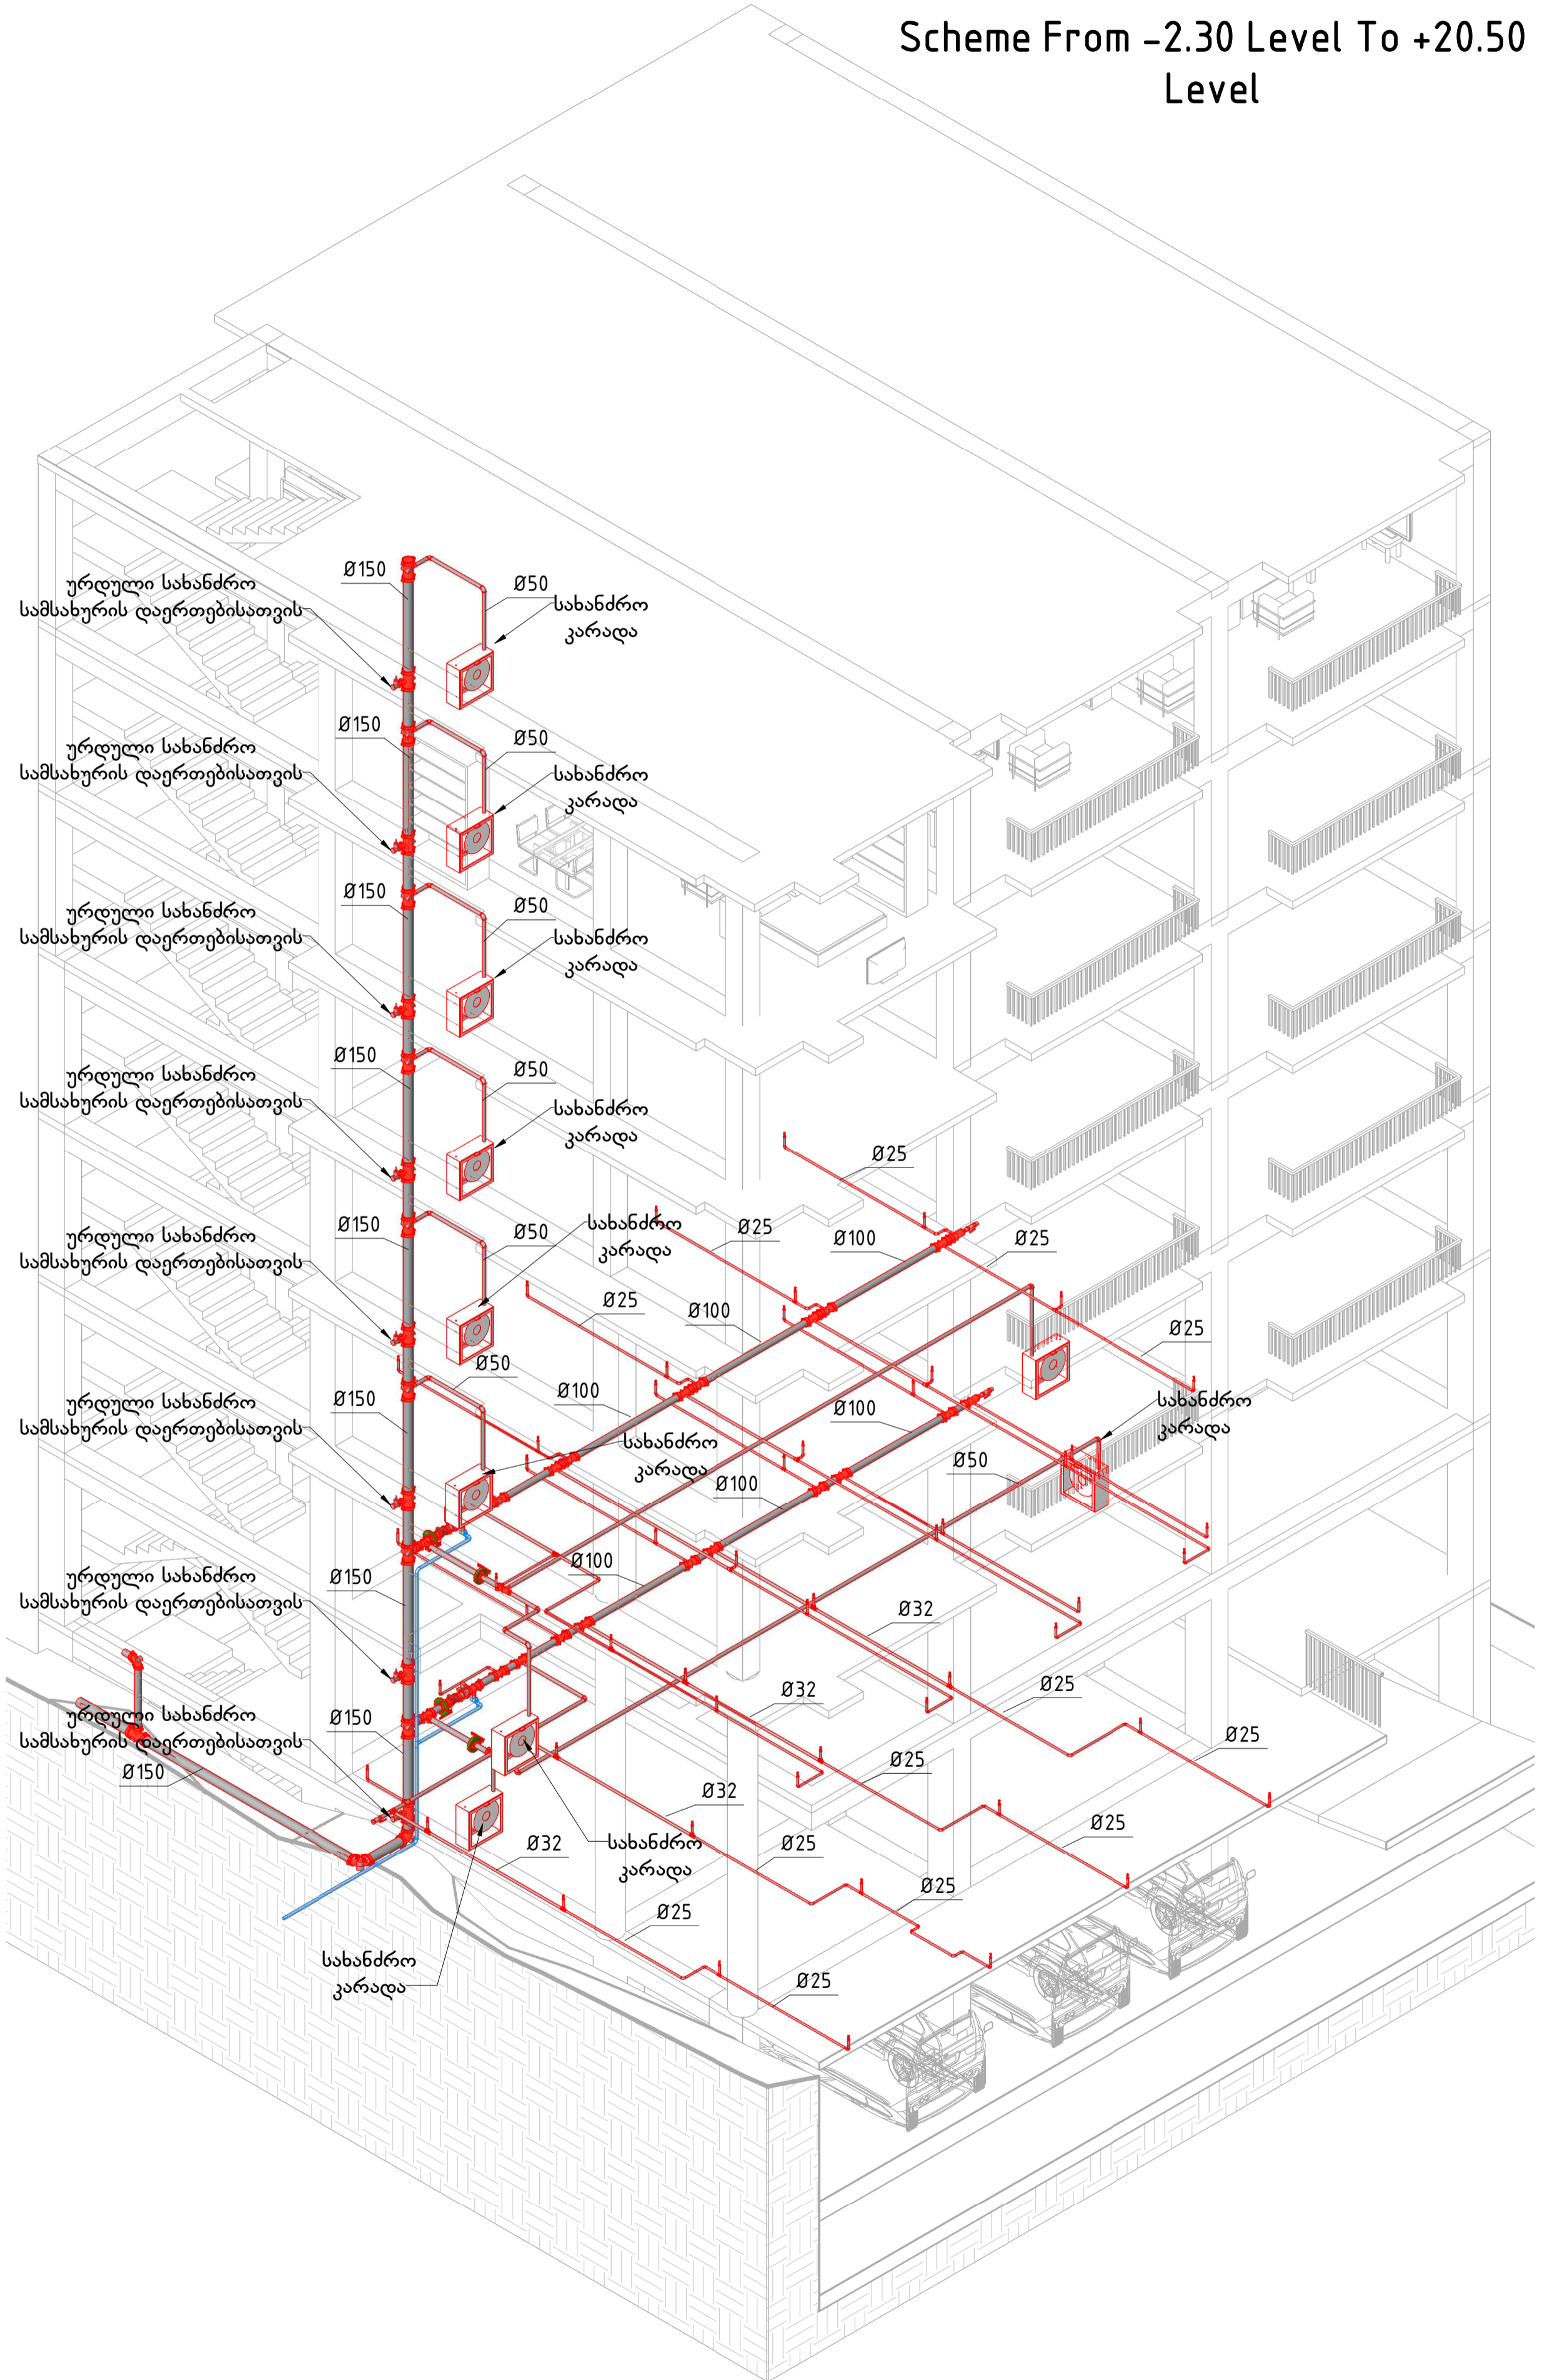 Scheme From -2.30 Level To +20.50
Level
Ø150
ურდული სახანძრო
სამსახურის დაერთებისათვის
Ø50
სახანძრო
კარადა
Ø150
ურდული სახანძრო
სამსახურის დაერთებისათვის
Ø50
სახანძრო
კარადა
Ø150
ურდული სახანძრო
სამსახურის დაერთებისათვის
Ø50
სახანძრო
კარადა
Ø150
ურდული სახანძრო
სამსახურის დაერთებისათვის
Ø50
სახანძრო
კარადა
Ø25
Ø150
ურდული სახანძრო
სამსახურის დაერთებისათვის
Ø50
სახანძრო
კარადა
Ø25
Ø100
Ø25
Ø25
Ø100
Ø25
Ø50
Ø150
ურდული სახანძრო
სამსახურის დაერთებისათვის
Ø100
Ø100
სახანძრო
კარადა
სახანძრო
კარადა
Ø100
Ø50
Ø100
Ø150
ურდული სახანძრო
სამსახურის დაერთებისათვის
Ø32
Ø32
Ø25
Ø150
ურდული სახანძრო
სამსახურის დაერთებისათვის
Ø150
Ø25
Ø25
Ø32
Ø25
Ø32
სახანძრო
კარადა
Ø25
Ø25
Ø25
სახანძრო
კარადა
Ø25